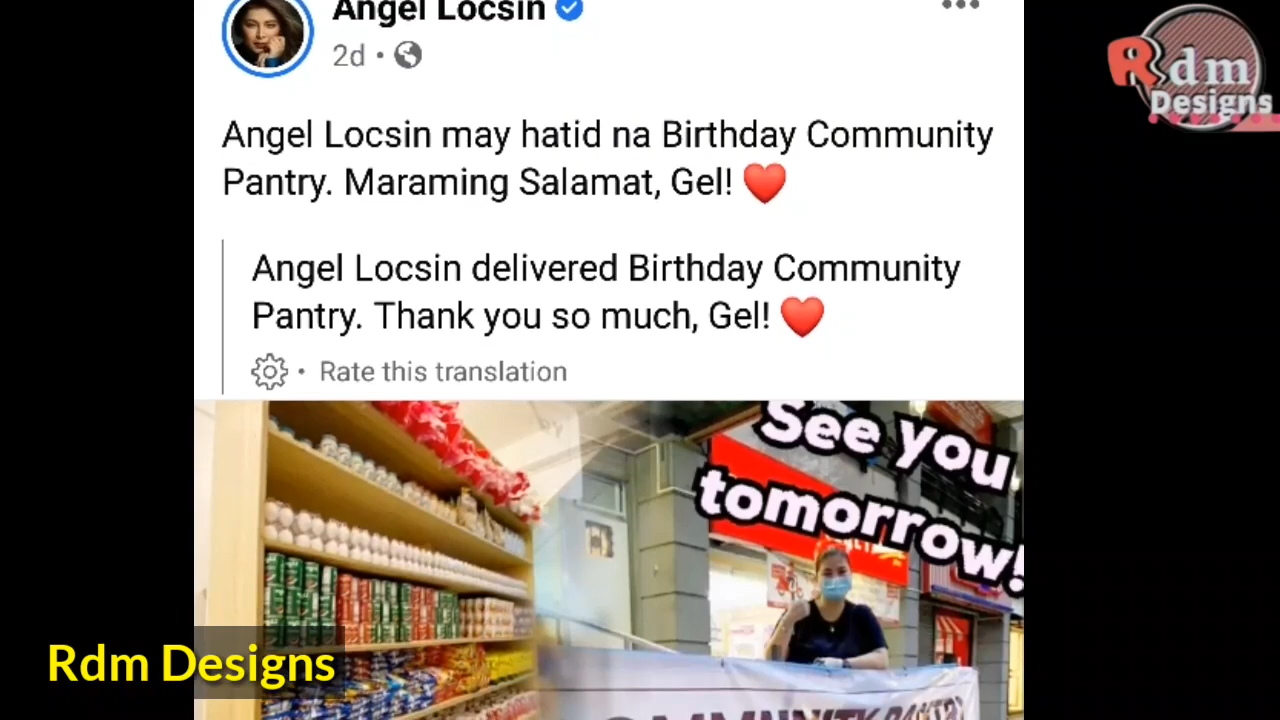 Angel Locsin
2d
Rdm
Designs
Angel Locsin may hatid na Birthday Community
Pantry. Maraming Salamat, Gel! ❤️
Angel Locsin delivered Birthday Community
Pantry. Thank you so much, Gel! ❤️
Rate this translation
See you
tomorrow!
Rdm Designs